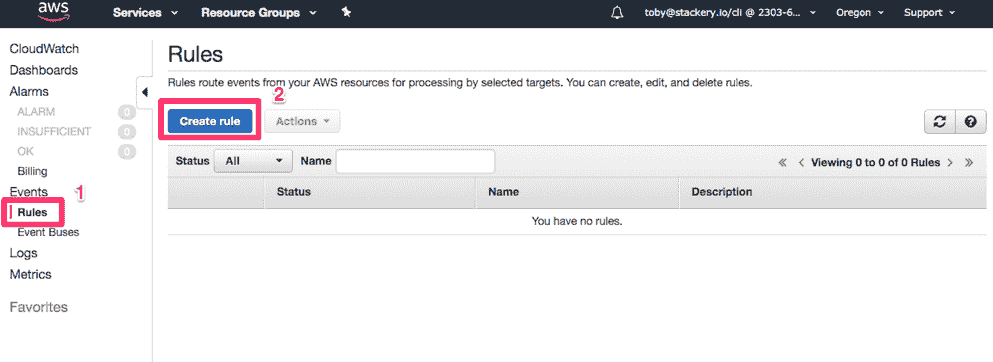 aws
Services Resource Groups toby@stackery.io/cli @ 2303-6... Oregon Support
CloudWatch
Dashboards
Alarms
ALARM 0
INSUFFICIENT 0
OK 0
Billing
Events
1
Rules
Event Buses
Logs
Metrics
Favorites
Rules
Rules route events from your AWS resources for processing by selected targets. You can create, edit, and delete rules.
2
Create rule Actions
Status All Name Viewing 0 to 0 of 0 Rules
Status Name Description
You have no rules.